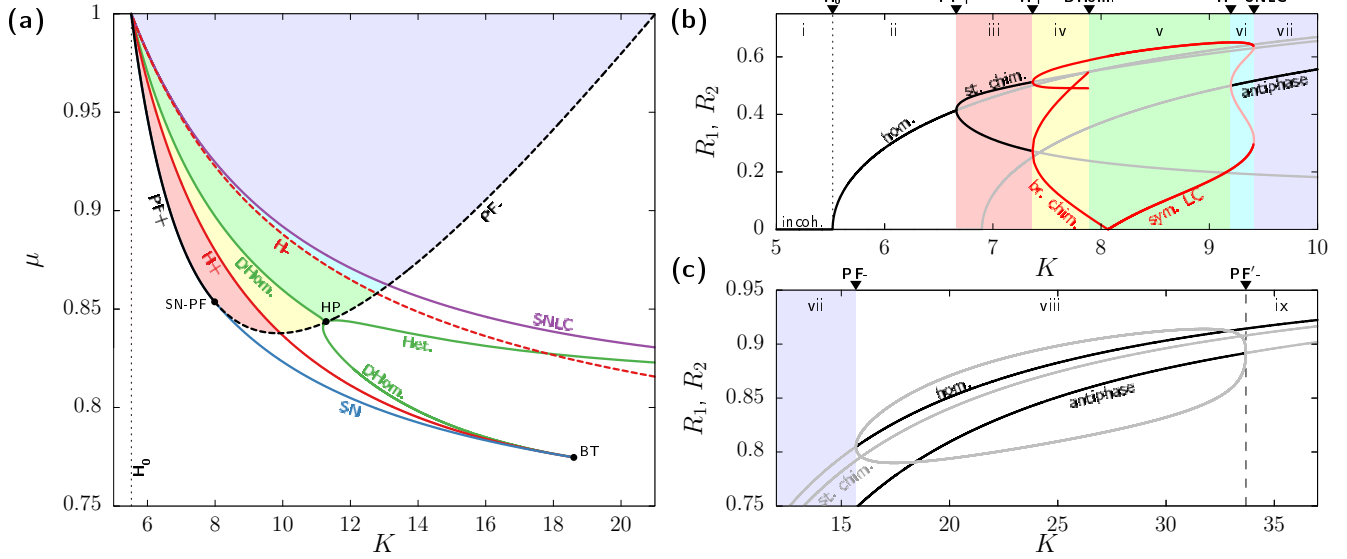 (a)
1
0.95
0.9
0.85
0.8
0.75
μ
6
8
10
12
14
16
18
20
K
PF+
H+
DHom.
H-
PF-
SN-PF
HP
SNLC
Het.
DHom.
SN
BT
H0
(b)
i
ii
iii
iv
v
vi
vii
0.6
0.4
0.2
0
R1, R2
incoh.
hom.
st. chim.
br. chim.
sym. LC
antiphase
5
6
7
8
9
10
K
(c)
PF-
PF′-
vii
viii
ix
0.95
0.9
0.85
0.8
0.75
R1, R2
hom.
antiphase
st. chim.
15
20
25
30
35
K